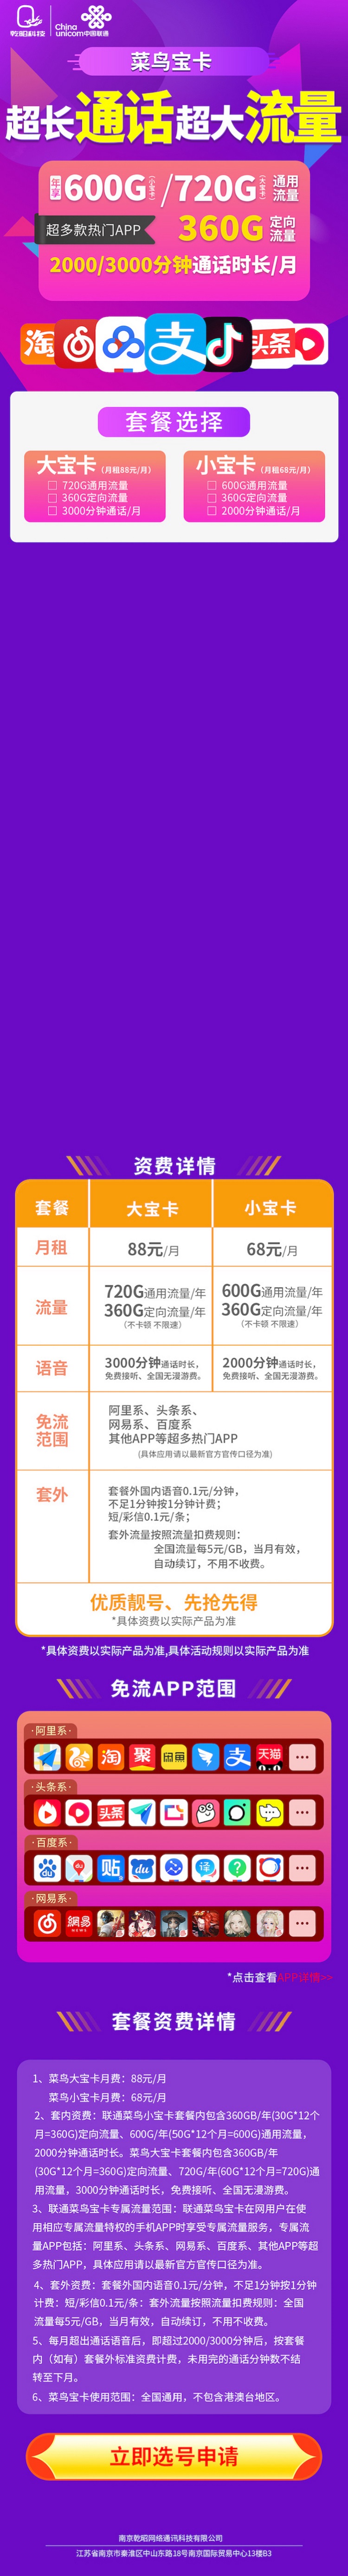 乾昭科技
China
unicom中国联通
菜鸟宝卡
超长通话超大流量
年享600G(小宝卡)/720G(大宝卡)通用流量
超多款热门APP 360G定向流量
2000/3000分钟通话时长/月
淘 支 头条
套餐选择
大宝卡(月租88元/月)
720G通用流量
360G定向流量
3000分钟通话/月
小宝卡(月租68元/月)
600G通用流量
360G定向流量
2000分钟通话/月
资费详情
套餐 大宝卡 小宝卡
月租 88元/月 68元/月
流量
720G通用流量/年
360G定向流量/年
(不卡顿 不限速)
600G通用流量/年
360G定向流量/年
(不卡顿 不限速)
语音
3000分钟通话时长,
免费接听、全国无漫游费。
2000分钟通话时长,
免费接听、全国无漫游费。
免流
范围
阿里系、头条系、
网易系、百度系
其他APP等超多热门APP
(具体应用请以最新官方官传口径为准)
套外
套餐外国内语音0.1元/分钟,
不足1分钟按1分钟计费;
短/彩信0.1元/条;
套外流量按照流量扣费规则:
全国流量每5元/GB,当月有效,
自动续订,不用不收费。
优质靓号、先抢先得
*具体资费以实际产品为准
*具体资费以实际产品为准,具体活动规则以实际产品为准
免流APP范围
·阿里系·
淘 聚 闲鱼 支 天猫 ···
·头条系·
头条 ···
·百度系·
du du 贴 du 译 ? ···
·网易系·
網易 NEWS ···
*点击查看APP详情>>
套餐资费详情
1、菜鸟大宝卡月费:88元/月
菜鸟小宝卡月费:68元/月
2、套内资费:联通菜鸟小宝卡套餐内包含360GB/年(30G*12个
月=360G)定向流量、600G/年(50G*12个月=600G)通用流量,
2000分钟通话时长。菜鸟大宝卡套餐内包含360GB/年
(30G*12个月=360G)定向流量、720G/年(60G*12个月=720G)通
用流量,3000分钟通话时长,免费接听、全国无漫游费。
3、联通菜鸟宝卡专属流量范围:联通菜鸟宝卡在网用户在使
用相应专属流量特权的手机APP时享受专属流量服务,专属流
量APP包括:阿里系、头条系、网易系、百度系、其他APP等超
多热门APP,具体应用请以最新官方官传口径为准。
4、套外资费:套餐外国内语音0.1元/分钟,不足1分钟按1分钟
计费:短/彩信0.1元/条:套外流量按照流量扣费规则:全国
流量每5元/GB,当月有效,自动续订,不用不收费。
5、每月超出通话语音后,即超过2000/3000分钟后,按套餐
内(如有)套餐外标准资费计费,未用完的通话分钟数不结
转至下月。
6、菜鸟宝卡使用范围:全国通用,不包含港澳台地区。
立即选号申请
南京乾昭网络通讯科技有限公司
江苏省南京市秦淮区中山东路18号南京国际贸易中心13楼B3